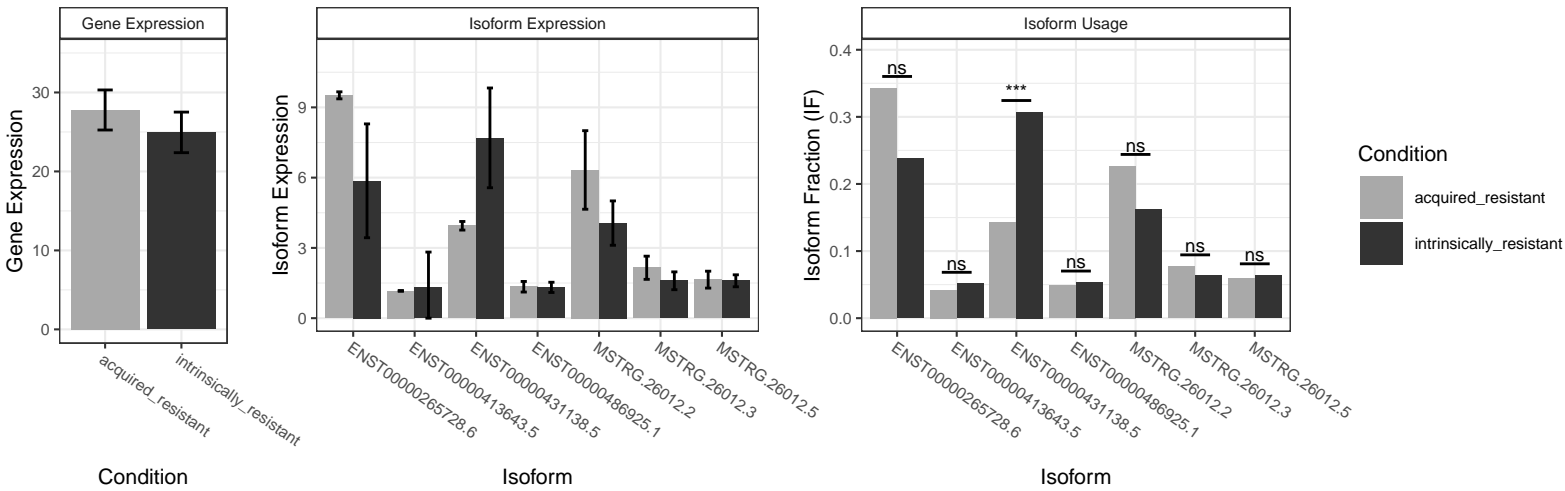 Gene Expression
Isoform Expression
Isoform Usage
Gene Expression
30
20
10
0
acquired_resistant
intrinsically_resistant
Condition
Isoform Expression
9
6
3
0
ENST00000265728.6
ENST00000413643.5
ENST00000431138.5
ENST00000486925.1
MSTRG.26012.2
MSTRG.26012.3
MSTRG.26012.5
Isoform
Isoform Fraction (IF)
0.4
0.3
0.2
0.1
0.0
ns
ns
***
ns
ns
ns
ns
ENST00000265728.6
ENST00000413643.5
ENST00000431138.5
ENST00000486925.1
MSTRG.26012.2
MSTRG.26012.3
MSTRG.26012.5
Isoform
Condition
acquired_resistant
intrinsically_resistant